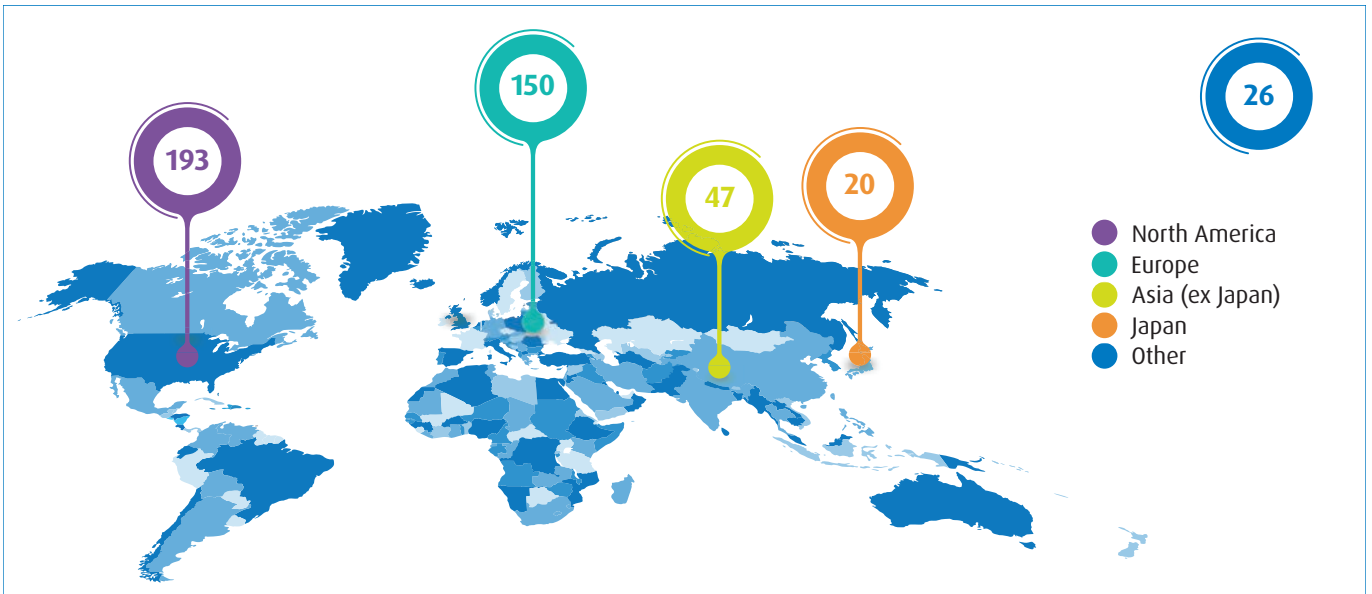 150
26
193
47
20
North America
Europe
Asia (ex Japan)
Japan
Other